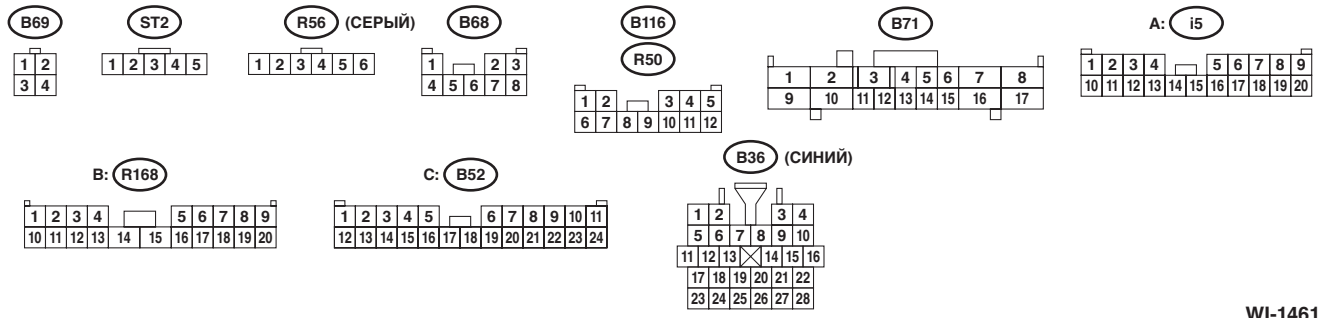 B69 ST2 R56 (СЕРЫЙ) B68 B116 B71 A: i5
R50
1 2
3 4
1 2 3 4 5
1 2 3 4 5 6
1 2 3
4 5 6 7 8
1 2 3 4 5
6 7 8 9 10 11 12
1 2 3 4 5 6 7 8
9 10 11 12 13 14 15 16 17
1 2 3 4 5 6 7 8 9
10 11 12 13 14 15 16 17 18 19 20
B: R168 C: B52 B36 (СИНИЙ)
1 2 3 4 5 6 7 8 9
10 11 12 13 14 15 16 17 18 19 20
1 2 3 4 5 6 7 8 9 10 11
12 13 14 15 16 17 18 19 20 21 22 23 24
1 2 3 4
5 6 7 8 9 10
11 12 13 14 15 16
17 18 19 20 21 22
23 24 25 26 27 28
WI-1461